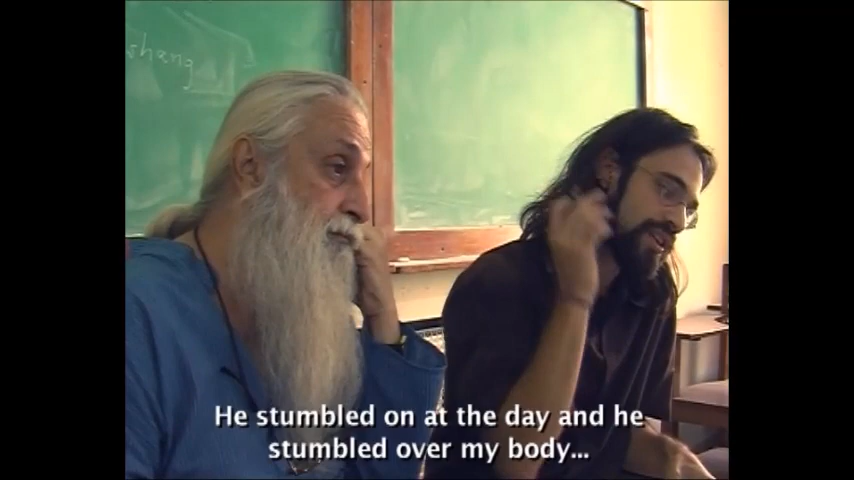 shang
He stumbled on at the day and he
stumbled over my body...